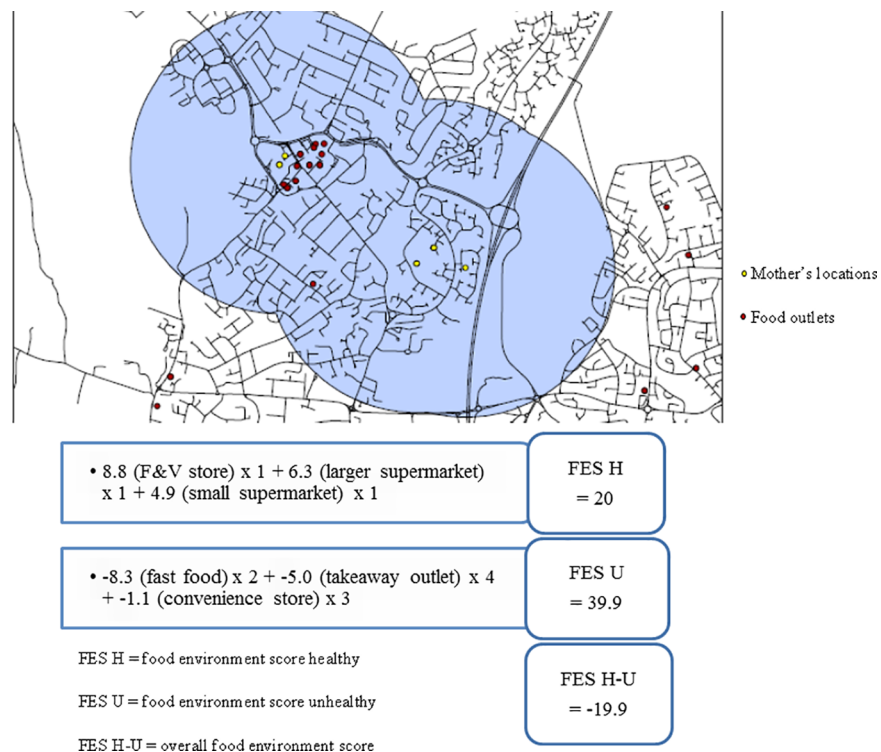 Mother's locations
Food outlets
• 8.8 (F&V store) x 1 + 6.3 (larger supermarket)
x 1 + 4.9 (small supermarket) x 1
FES H
= 20
• -8.3 (fast food) x 2 + -5.0 (takeaway outlet) x 4
+ -1.1 (convenience store) x 3
FES U
= 39.9
FES H = food environment score healthy
FES U = food environment score unhealthy
FES H-U = overall food environment score
FES H-U
= -19.9